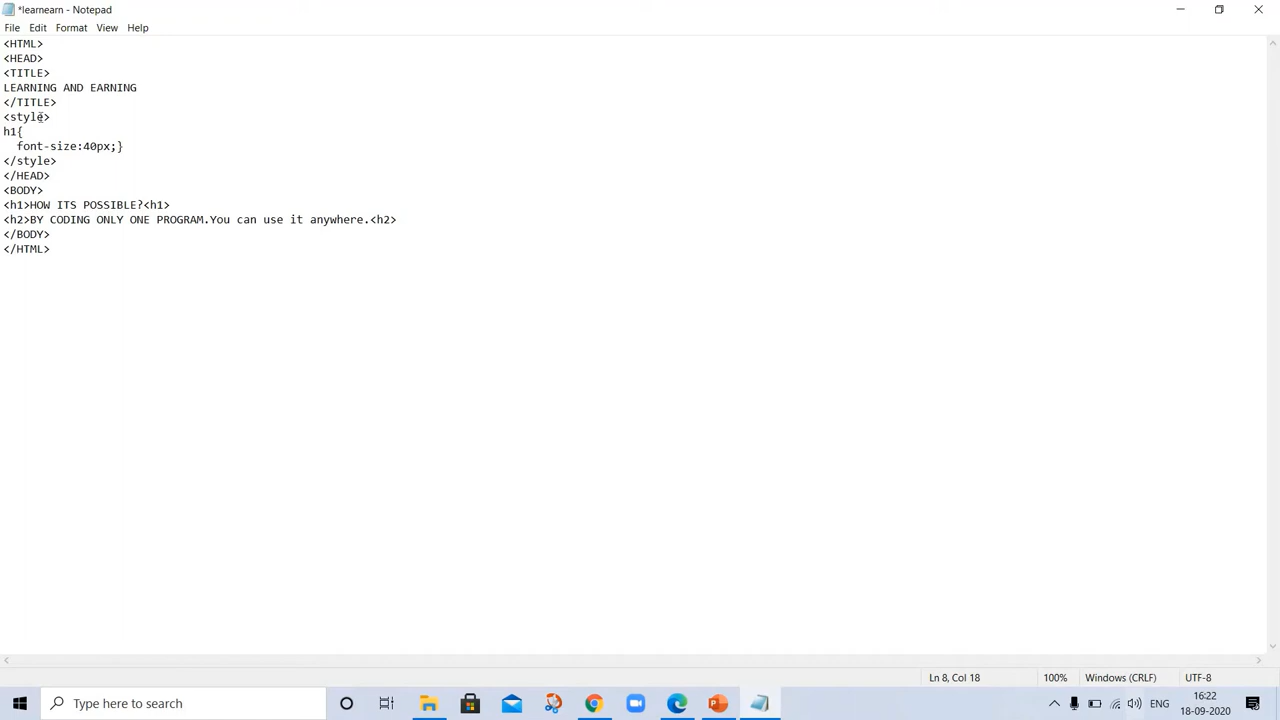 *learnearn - Notepad
File Edit Format View Help
<HTML>
<HEAD>
<TITLE>
LEARNING AND EARNING
</TITLE>
<style>
h1{
  font-size:40px;}
</style>
</HEAD>
<BODY>
<h1>HOW ITS POSSIBLE?<h1>
<h2>BY CODING ONLY ONE PROGRAM.You can use it anywhere.<h2>
</BODY>
</HTML>
Ln 8, Col 18 100% Windows (CRLF) UTF-8
Type here to search ENG 16:22
18-09-2020